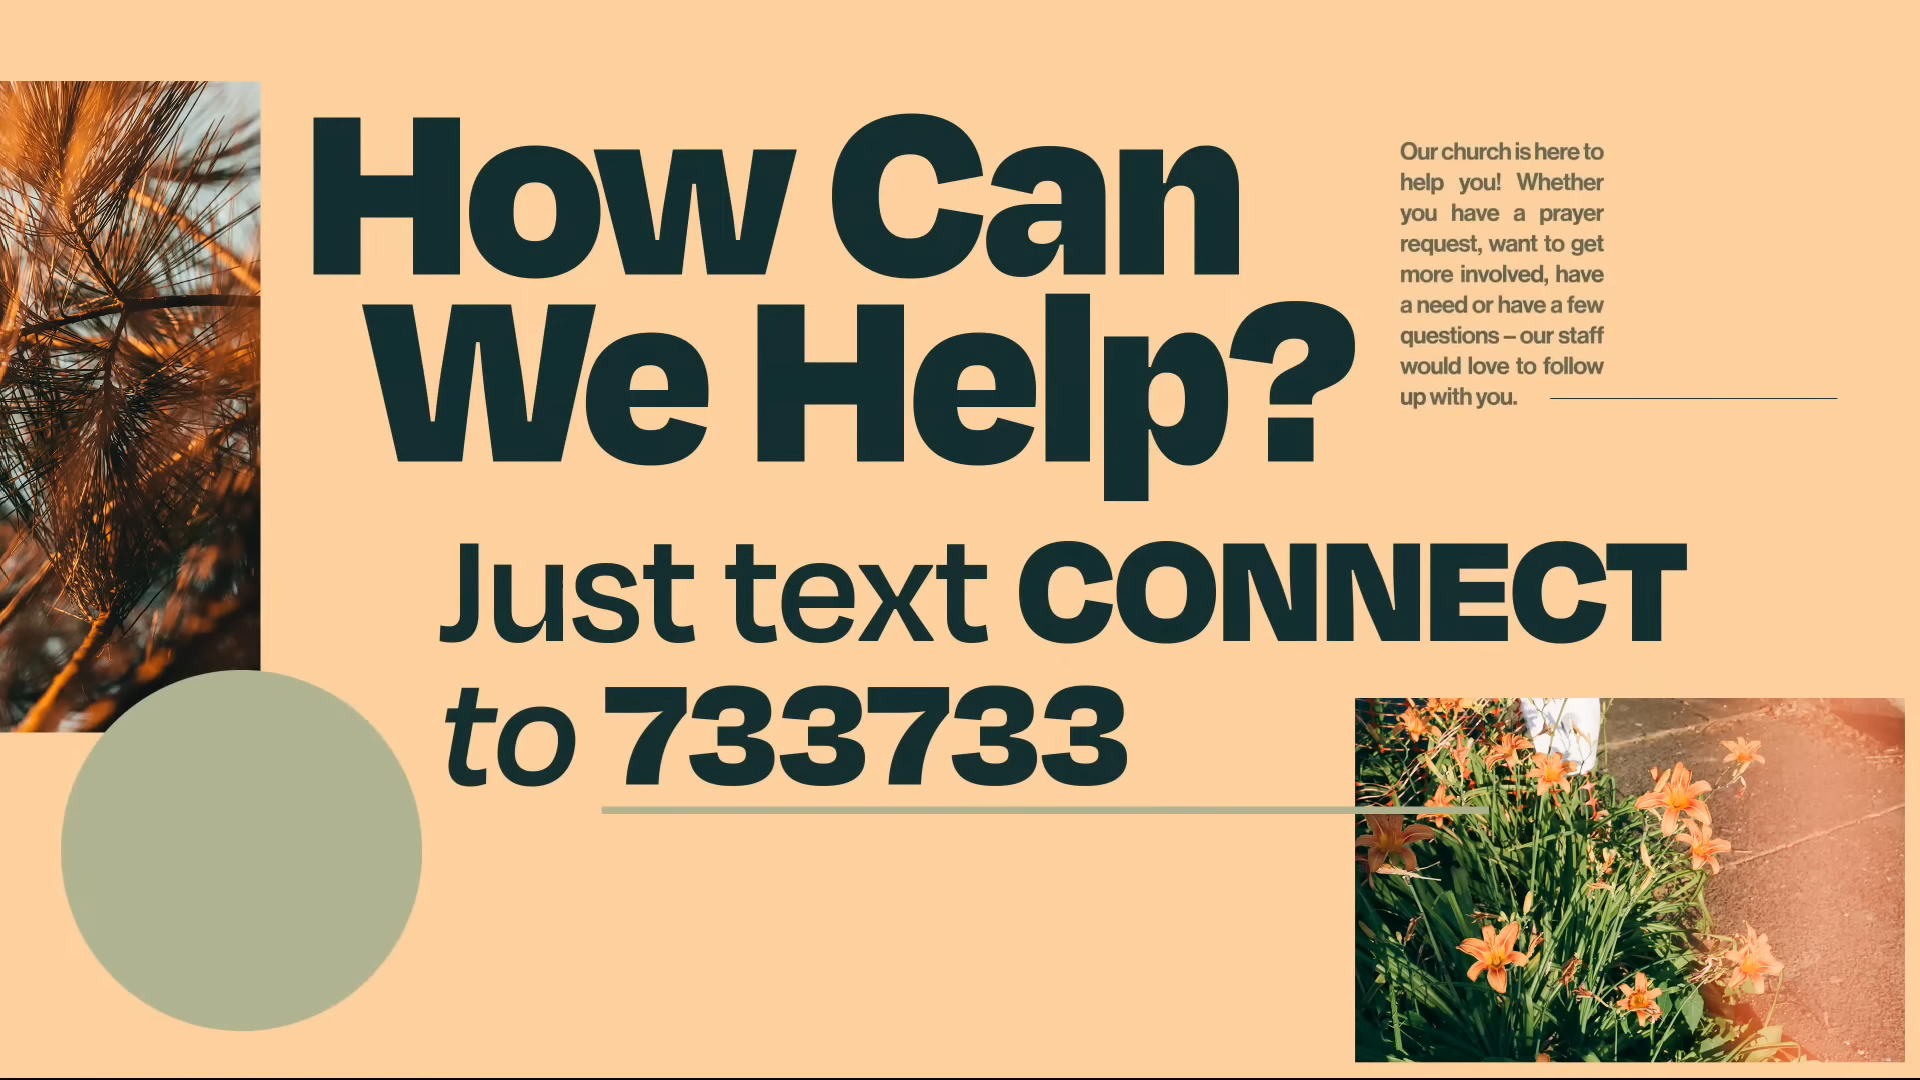 How Can
We Help?
Our church is here to
help you! Whether
you have a prayer
request, want to get
more involved, have
a need or have a few
questions – our staff
would love to follow
up with you.
Just text CONNECT
to 733733